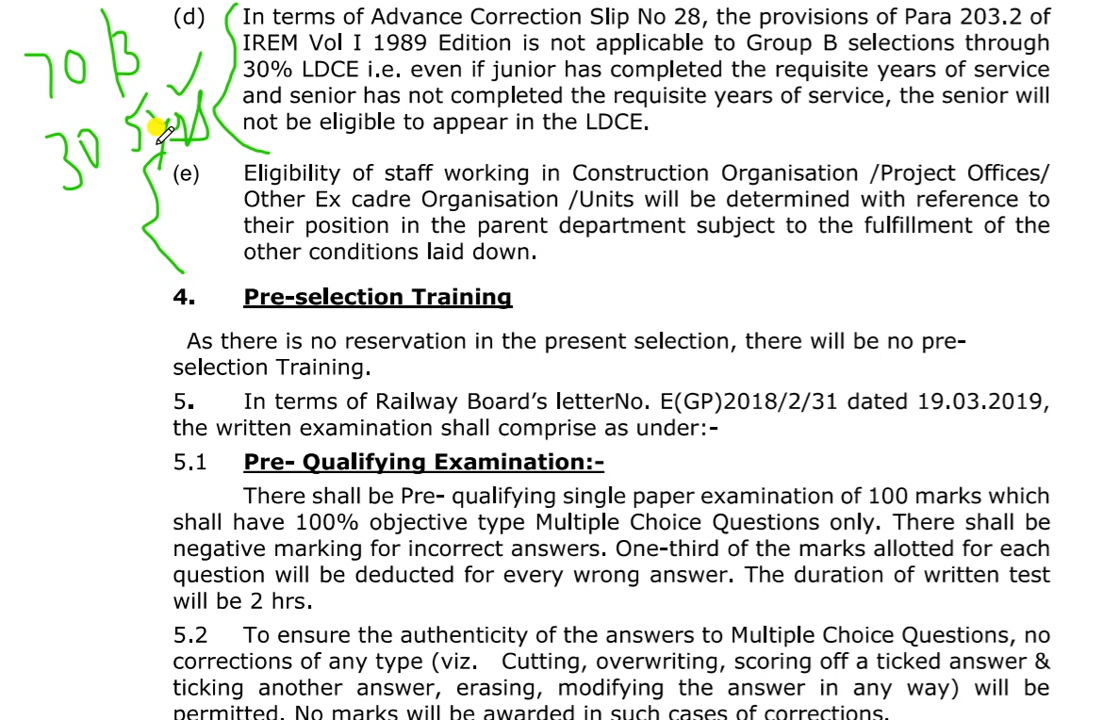 70 B
30 5
(d) In terms of Advance Correction Slip No 28, the provisions of Para 203.2 of
IREM Vol I 1989 Edition is not applicable to Group B selections through
30% LDCE i.e. even if junior has completed the requisite years of service
and senior has not completed the requisite years of service, the senior will
not be eligible to appear in the LDCE.
(e) Eligibility of staff working in Construction Organisation /Project Offices/
Other Ex cadre Organisation /Units will be determined with reference to
their position in the parent department subject to the fulfillment of the
other conditions laid down.
4. Pre-selection Training
As there is no reservation in the present selection, there will be no pre-
selection Training.
5. In terms of Railway Board’s letterNo. E(GP)2018/2/31 dated 19.03.2019,
the written examination shall comprise as under:-
5.1 Pre- Qualifying Examination:-
There shall be Pre- qualifying single paper examination of 100 marks which
shall have 100% objective type Multiple Choice Questions only. There shall be
negative marking for incorrect answers. One-third of the marks allotted for each
question will be deducted for every wrong answer. The duration of written test
will be 2 hrs.
5.2 To ensure the authenticity of the answers to Multiple Choice Questions, no
corrections of any type (viz. Cutting, overwriting, scoring off a ticked answer &
ticking another answer, erasing, modifying the answer in any way) will be
permitted. No marks will be awarded in such cases of corrections.